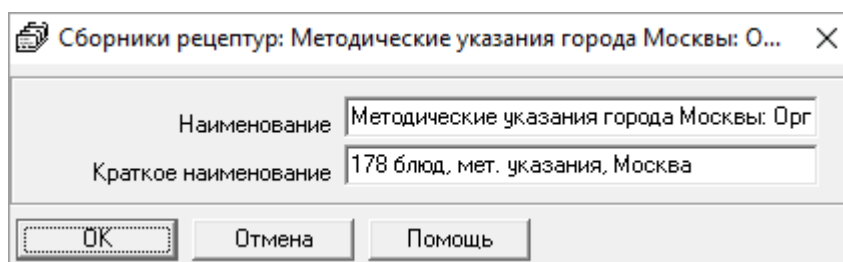 Сборники рецептур: Методические указания города Москвы: О...
Наименование Методические указания города Москвы: Орг
Краткое наименование 178 блюд, мет. указания, Москва
OK Отмена Помощь